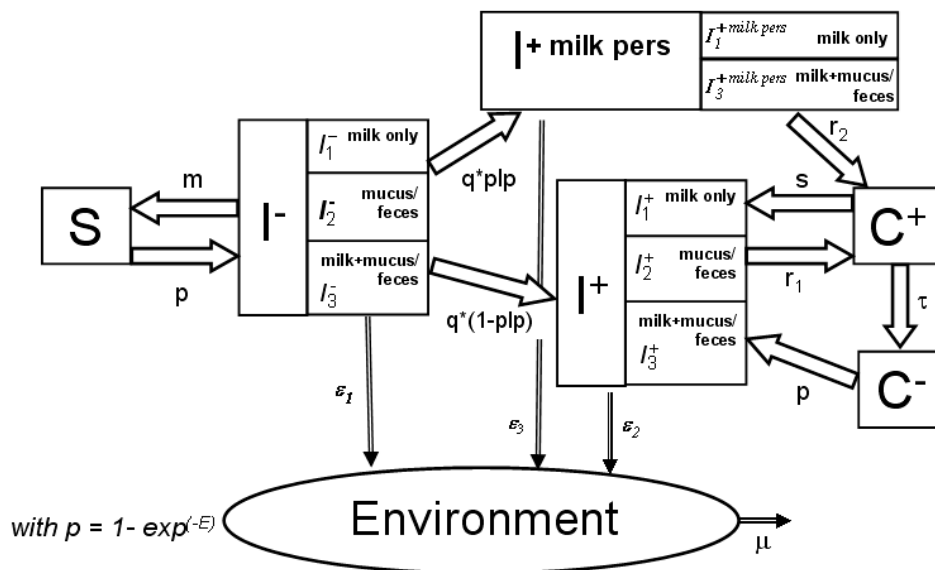 I+ milk pers
I₁⁺ᵐⁱˡᵏ ᵖᵉʳˢ milk only
I₃⁺ᵐⁱˡᵏ ᵖᵉʳˢ milk+mucus/
feces
S
m
p
I-
I₁⁻ milk only
I₂⁻ mucus/
feces
milk+mucus/
feces
I₃⁻
q*plp
q*(1-plp)
I+
I₁⁺ milk only
I₂⁺ mucus/
feces
milk+mucus/
feces
I₃⁺
r₂
s
r₁
C⁺
τ
p
C⁻
ε₁
ε₃
ε₂
Environment
μ
with p = 1- exp⁽⁻ᴱ⁾